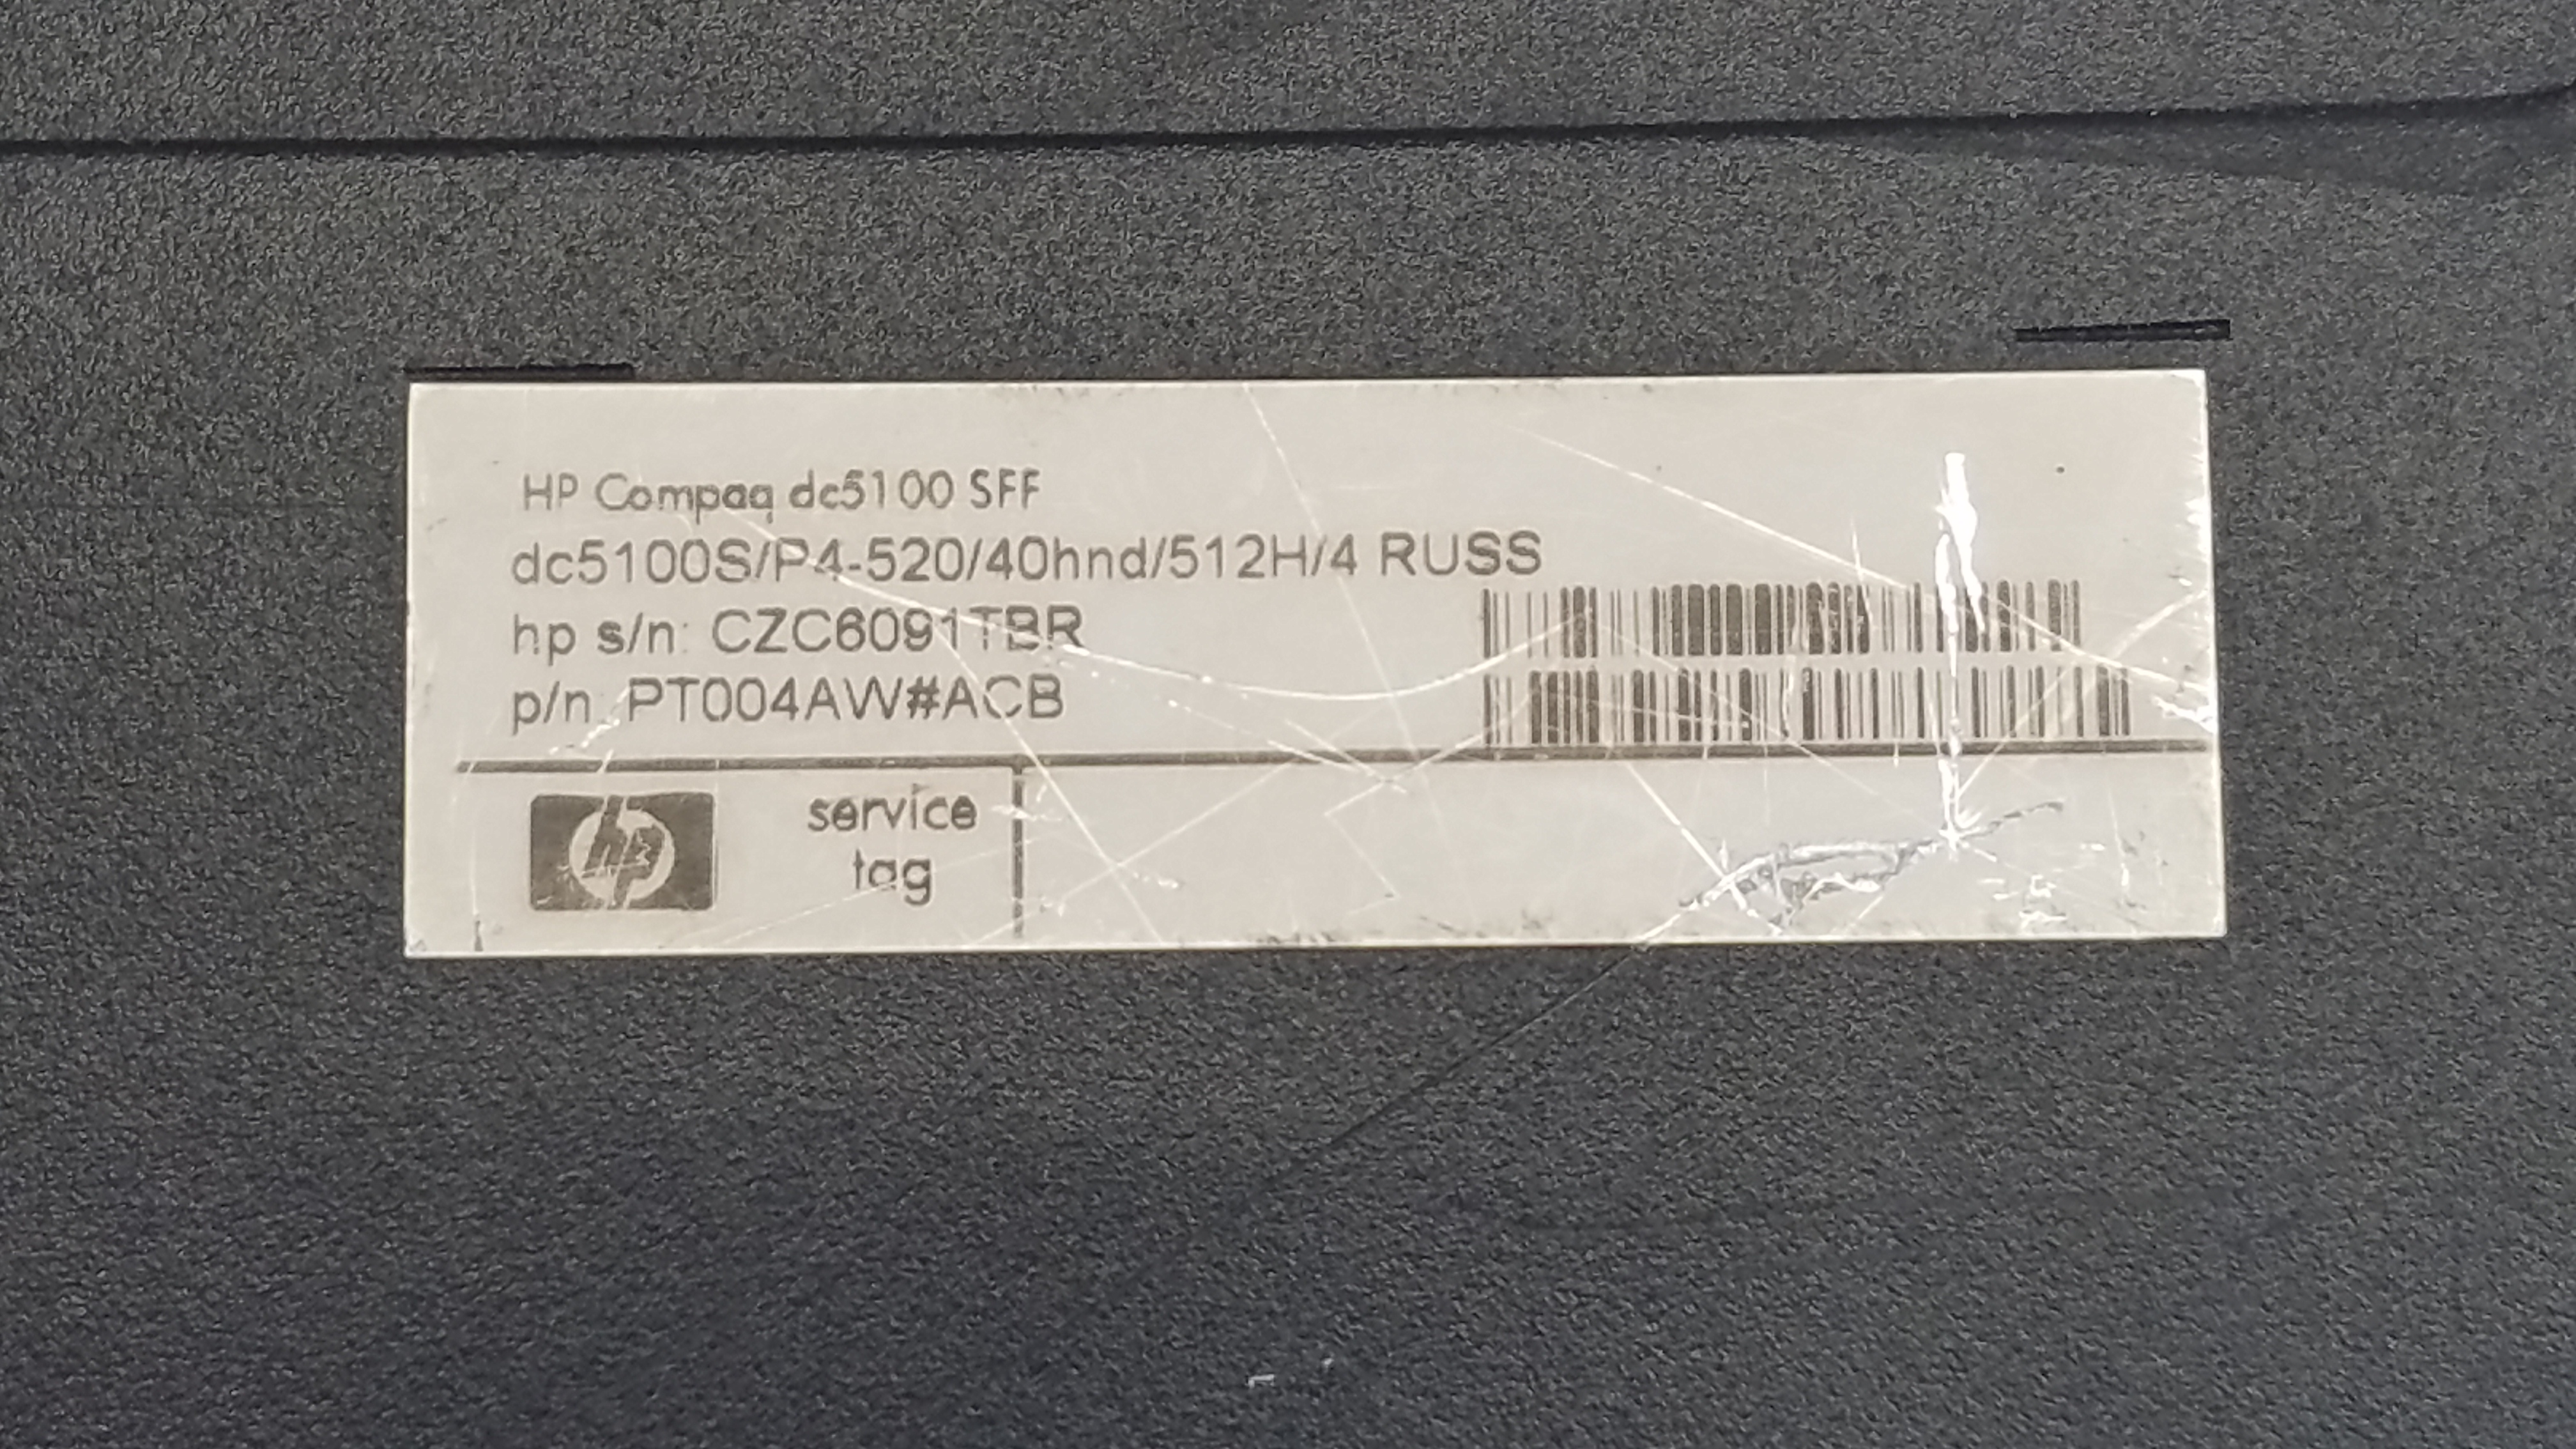 HP Compaq dc5100 SFF
dc5100S/P4-520/40hnd/512H/4 RUSS
hp s/n: CZC6091TBR
p/n: PT004AW#ACB
hp
service
tag